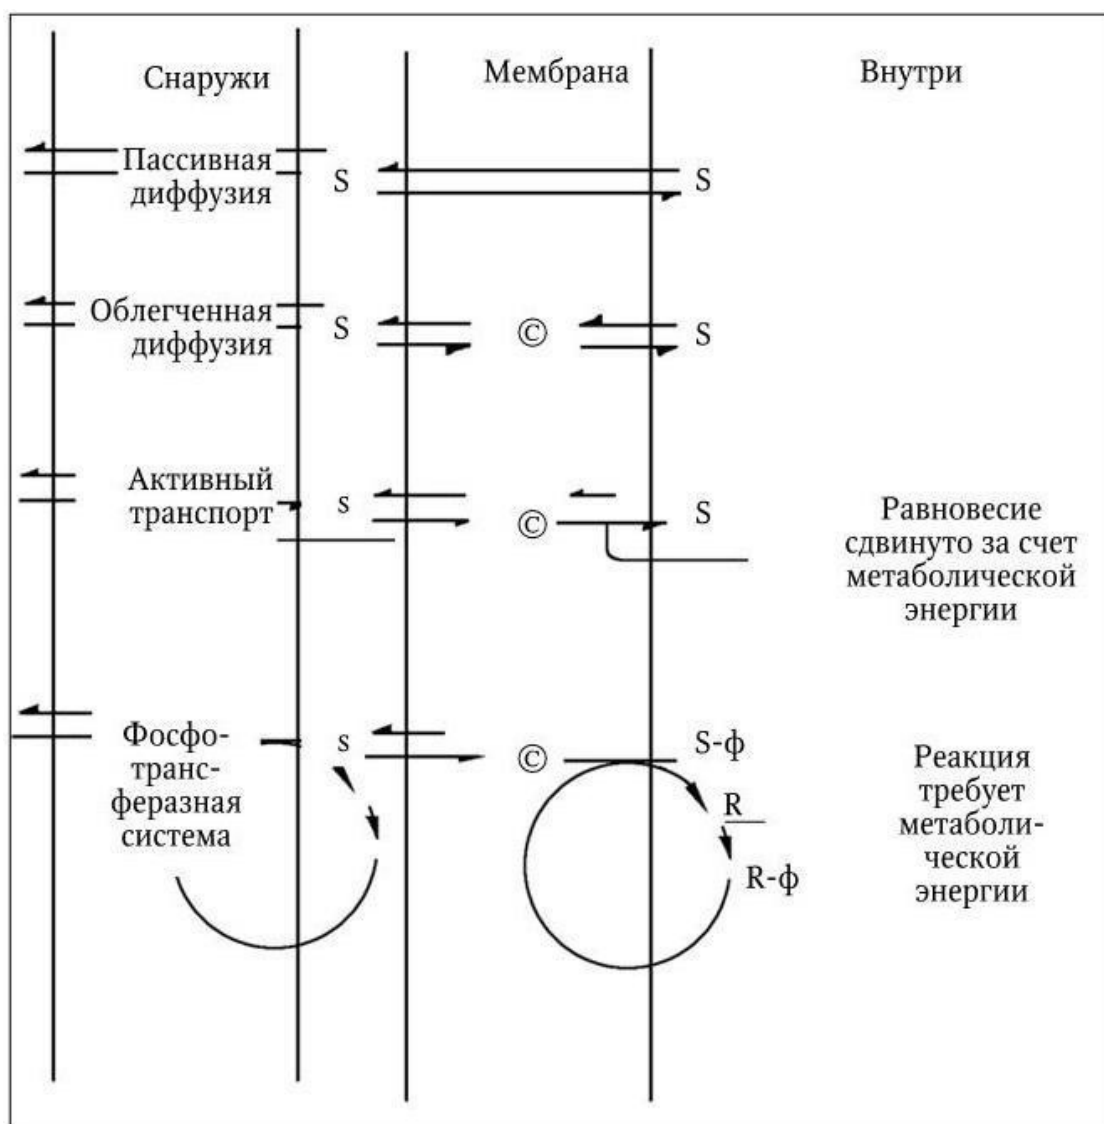 Снаружи
Мембрана
Внутри
Пассивная
диффузия
S
S
Облегченная
диффузия
S
©
S
Активный
транспорт
s
©
S
Равновесие
сдвинуто за счет
метаболической
энергии
Фосфо-
транс-
феразная
система
s
©
S-ф
R
R-ф
Реакция
требует
метаболи-
ческой
энергии